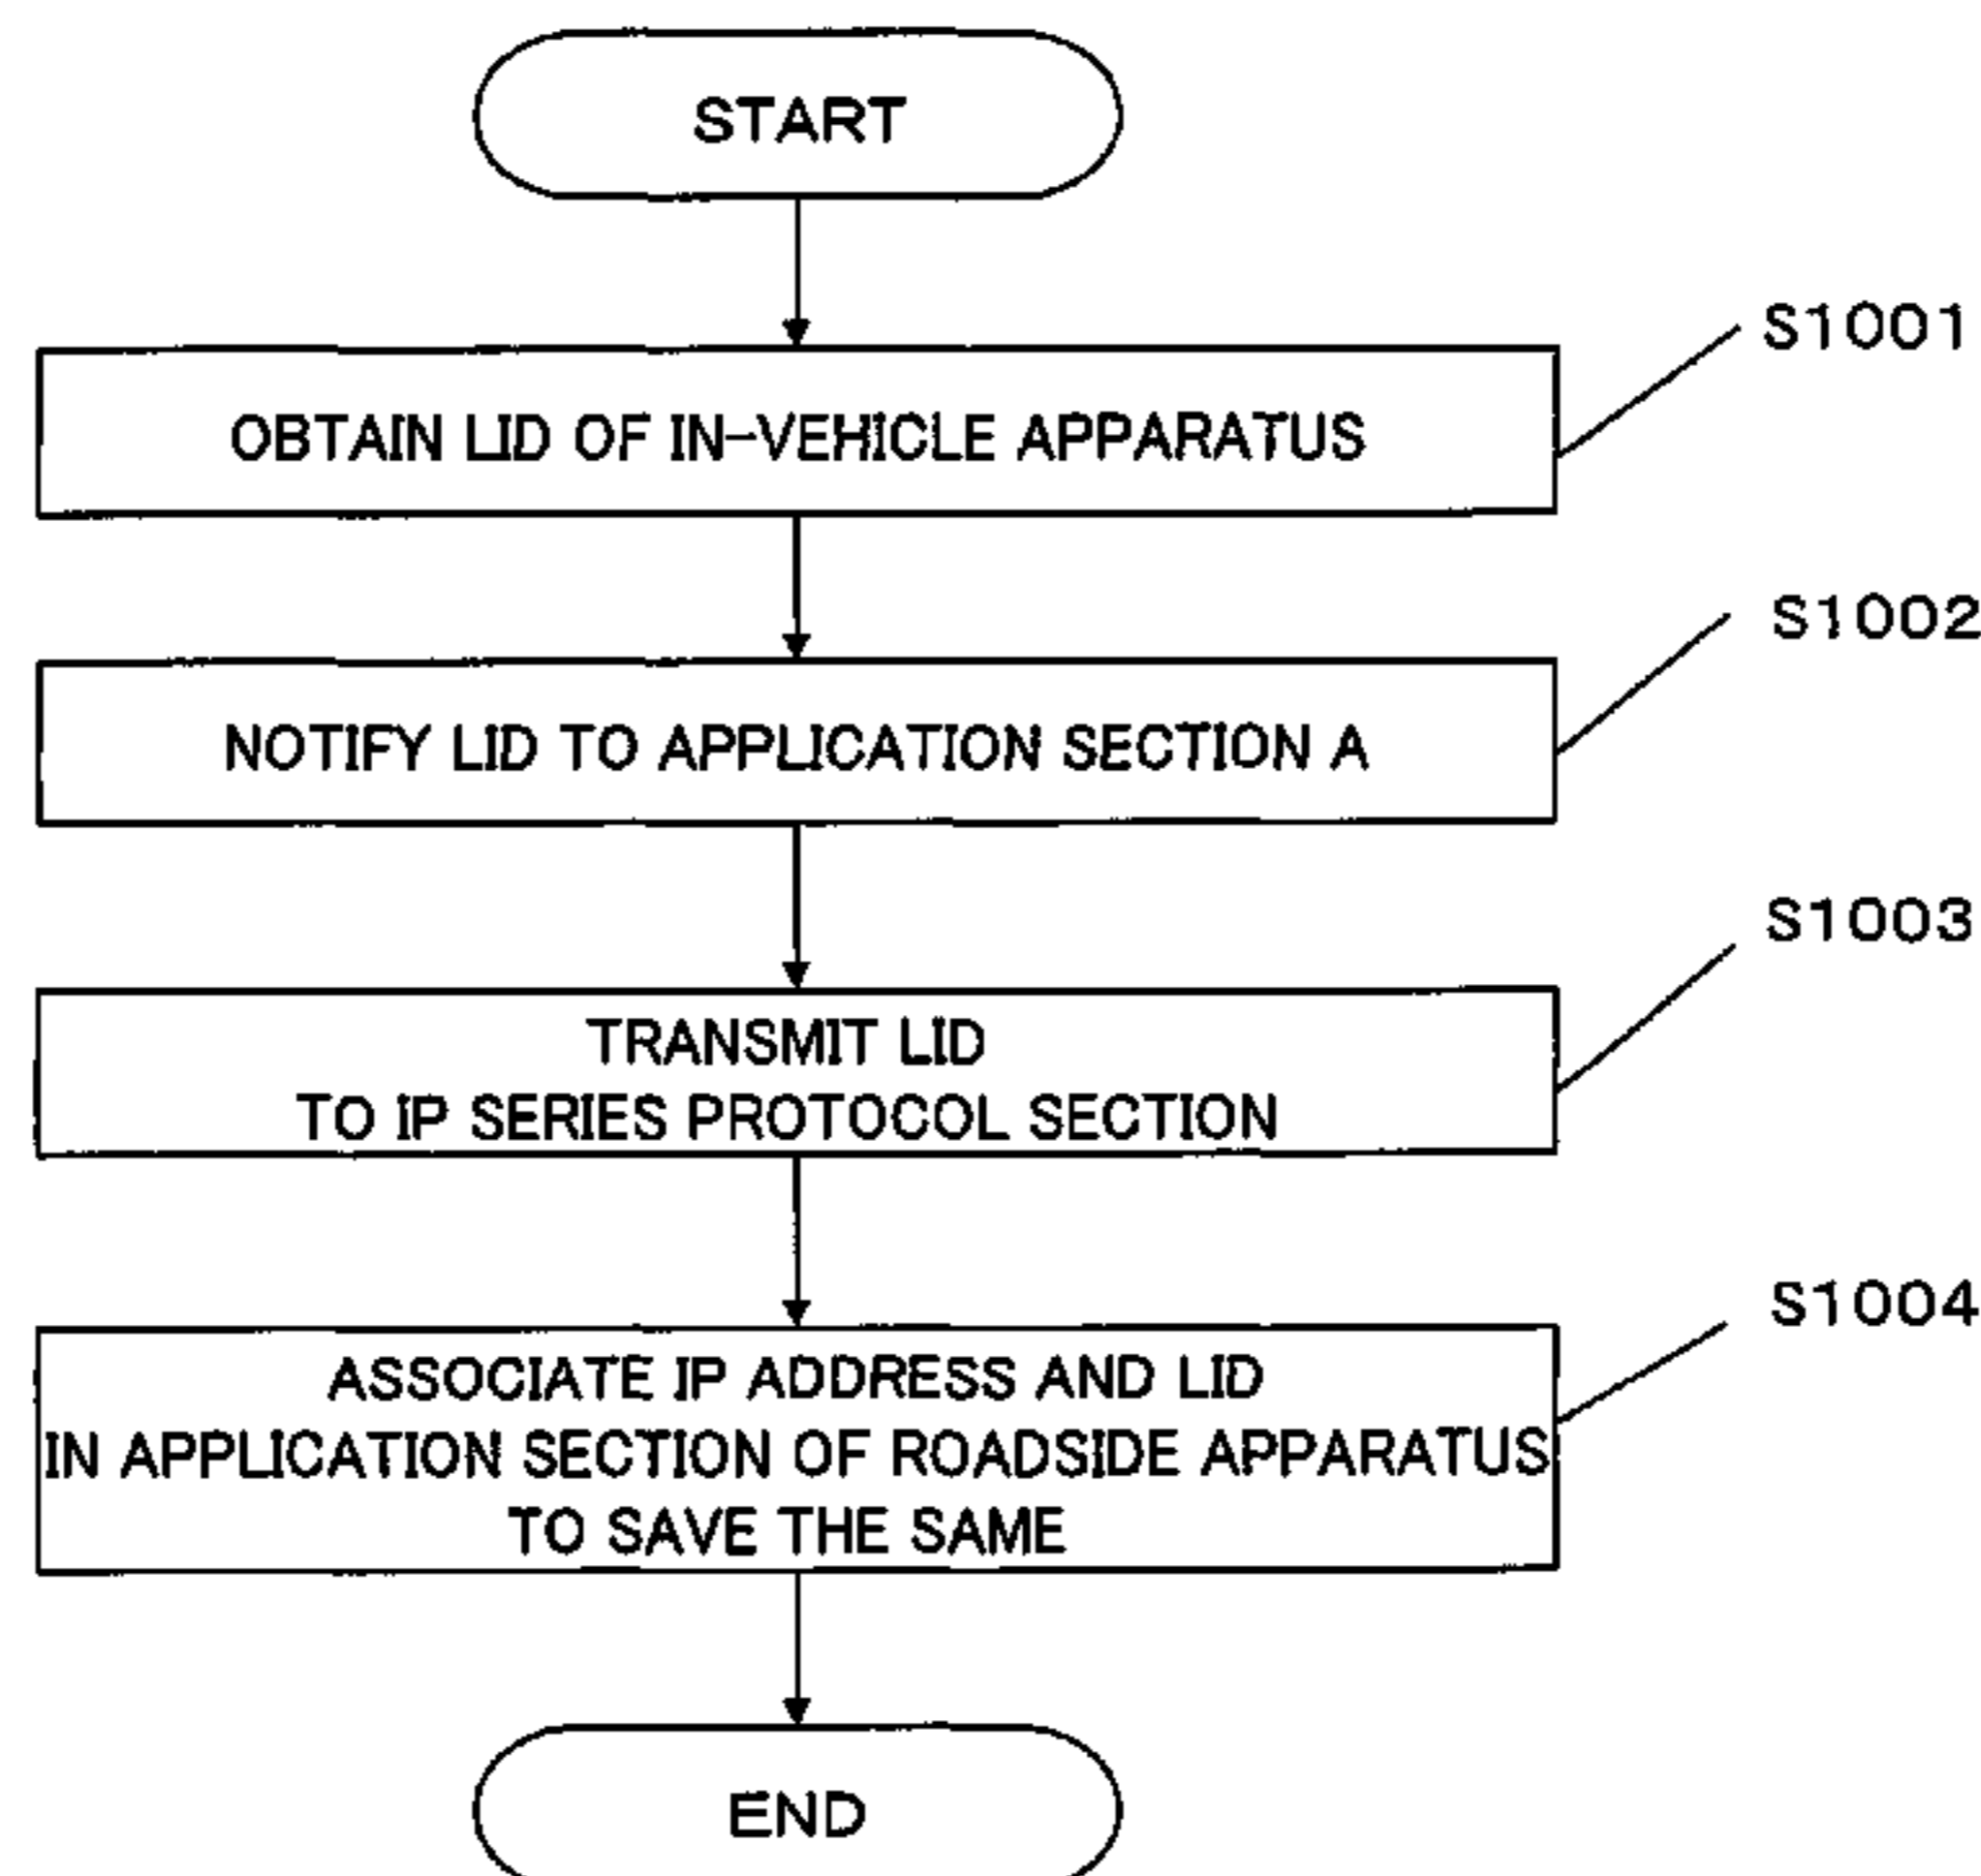 START
S1001
OBTAIN LID OF IN-VEHICLE APPARATUS
S1002
NOTIFY LID TO APPLICATION SECTION A
S1003
TRANSMIT LID
TO IP SERIES PROTOCOL SECTION
S1004
ASSOCIATE IP ADDRESS AND LID
IN APPLICATION SECTION OF ROADSIDE APPARATUS
TO SAVE THE SAME
END